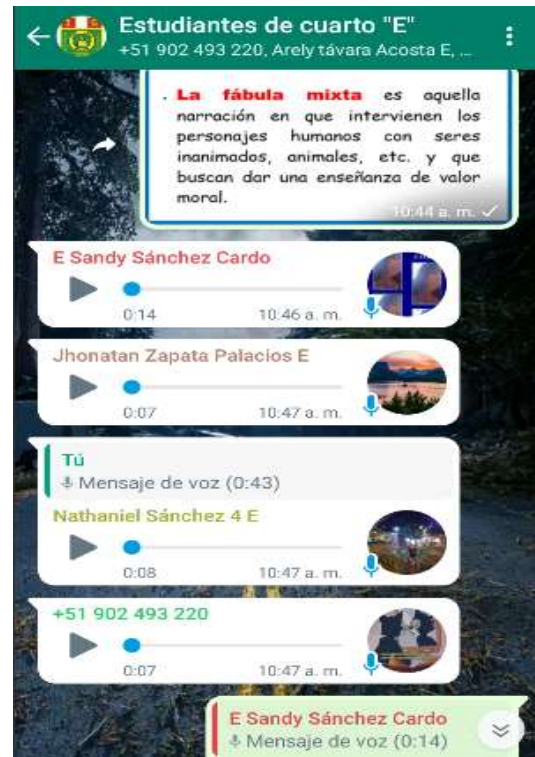 Estudiantes de cuarto "E"
+51 902 493 220, Arely távara Acosta E, ...
. La fábula mixta es aquella
narración en que intervienen los
personajes humanos con seres
inanimados, animales, etc. y que
buscan dar una enseñanza de valor
moral.
10:44 a. m.
E Sandy Sánchez Cardo
0:14 10:46 a. m.
Jhonatan Zapata Palacios E
0:07 10:47 a. m.
Tú
Mensaje de voz (0:43)
Nathaniel Sánchez 4 E
0:08 10:47 a. m.
+51 902 493 220
0:07 10:47 a. m.
E Sandy Sánchez Cardo
Mensaje de voz (0:14)